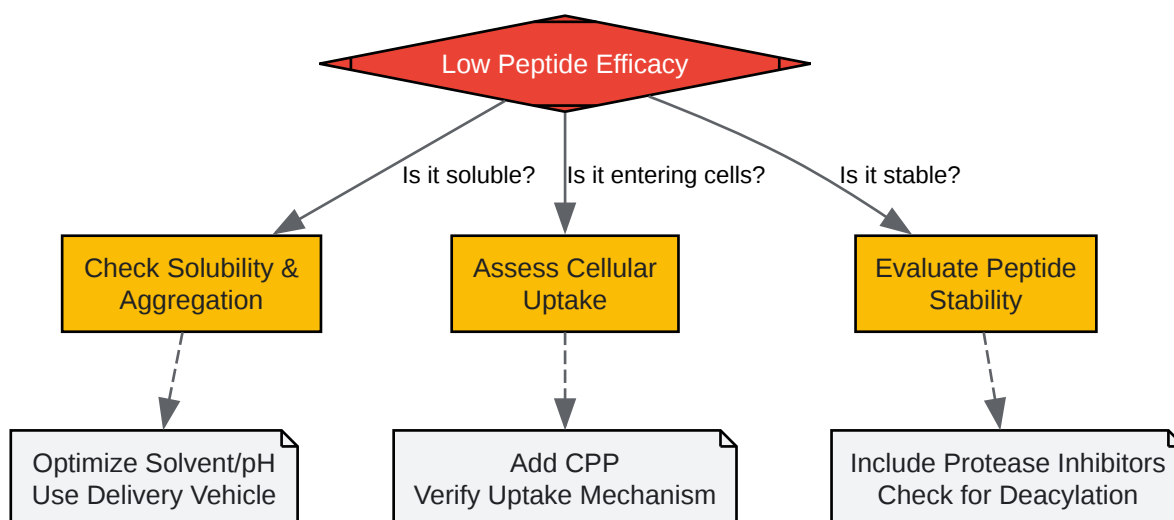 Low Peptide Efficacy
Is it soluble?
Is it entering cells?
Is it stable?
Check Solubility &
Aggregation
Assess Cellular
Uptake
Evaluate Peptide
Stability
Optimize Solvent/pH
Use Delivery Vehicle
Add CPP
Verify Uptake Mechanism
Include Protease Inhibitors
Check for Deacylation